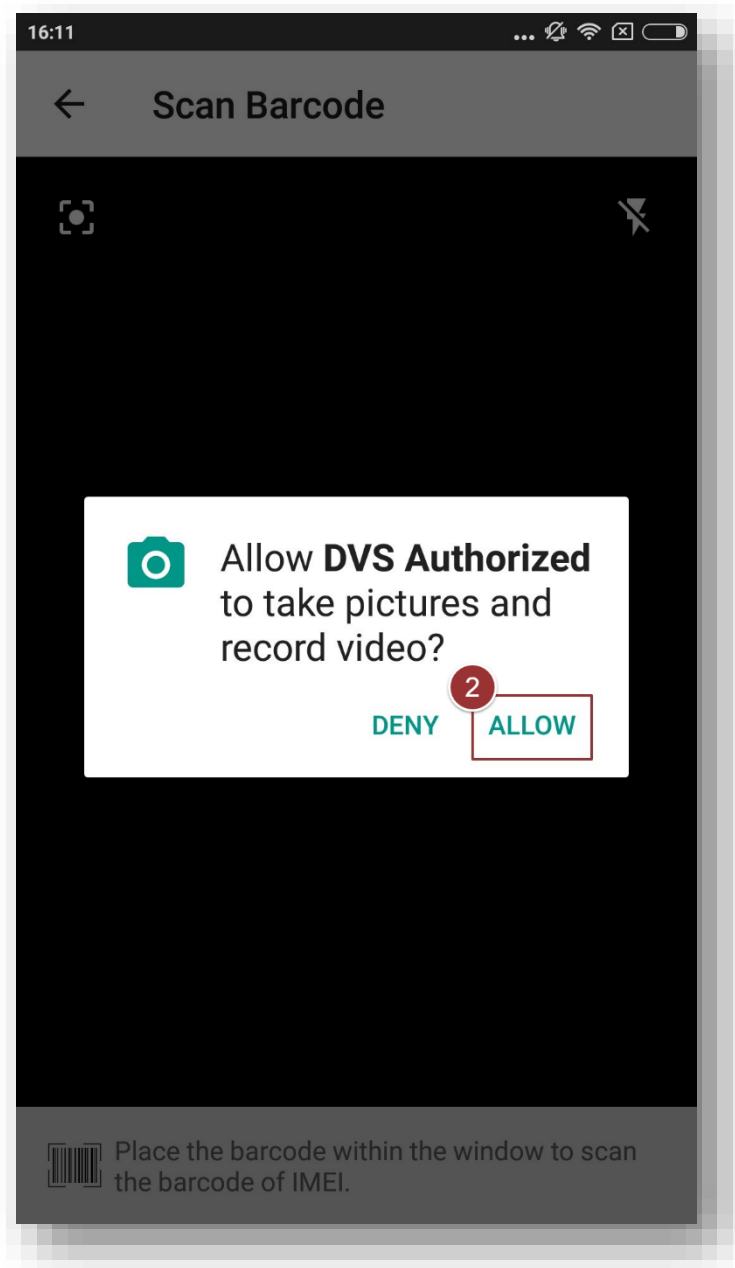 16:11
Scan Barcode
Allow DVS Authorized
to take pictures and
record video?
2
DENY ALLOW
Place the barcode within the window to scan
the barcode of IMEI.